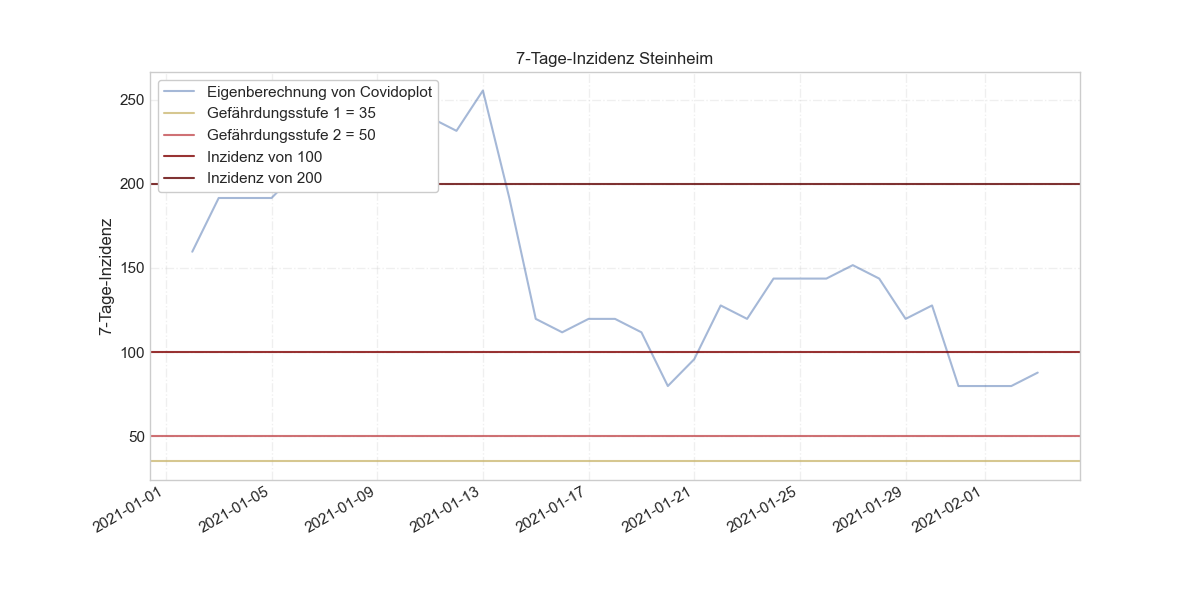 7-Tage-Inzidenz Steinheim
Eigenberechnung von Covidoplot
Gefährdungsstufe 1 = 35
Gefährdungsstufe 2 = 50
Inzidenz von 100
Inzidenz von 200
7-Tage-Inzidenz
250
200
150
100
50
2021-01-01
2021-01-05
2021-01-09
2021-01-13
2021-01-17
2021-01-21
2021-01-25
2021-01-29
2021-02-01